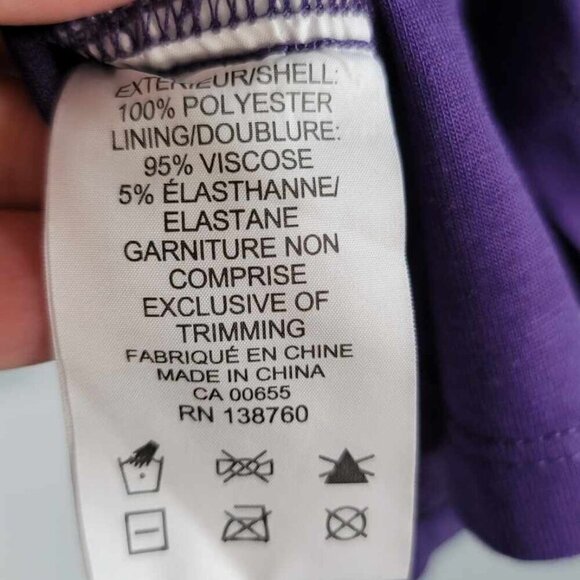 EXTÉRIEUR/SHELL:
100% POLYESTER
LINING/DOUBLURE:
95% VISCOSE
5% ÉLASTHANNE/
ELASTANE
GARNITURE NON
COMPRISE
EXCLUSIVE OF
TRIMMING
FABRIQUÉ EN CHINE
MADE IN CHINA
CA 00655
RN 138760